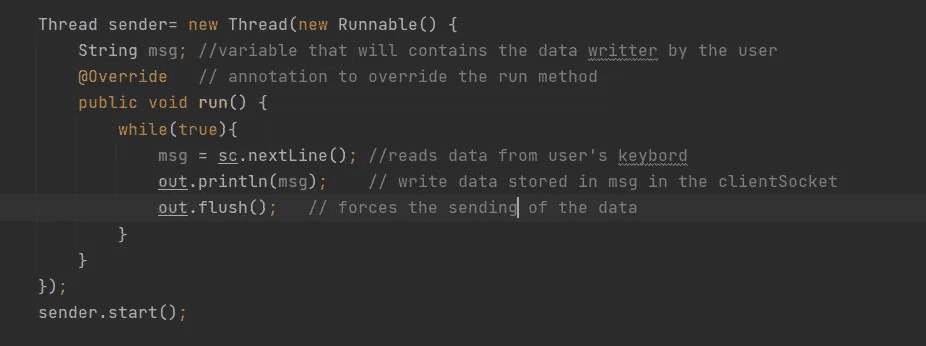 Thread sender= new Thread(new Runnable() {
    String msg; //variable that will contains the data writter by the user
    @Override   // annotation to override the run method
    public void run() {
        while(true){
            msg = sc.nextLine(); //reads data from user's keybord
            out.println(msg);    // write data stored in msg in the clientSocket
            out.flush();   // forces the sending of the data
        }
    }
});
sender.start();